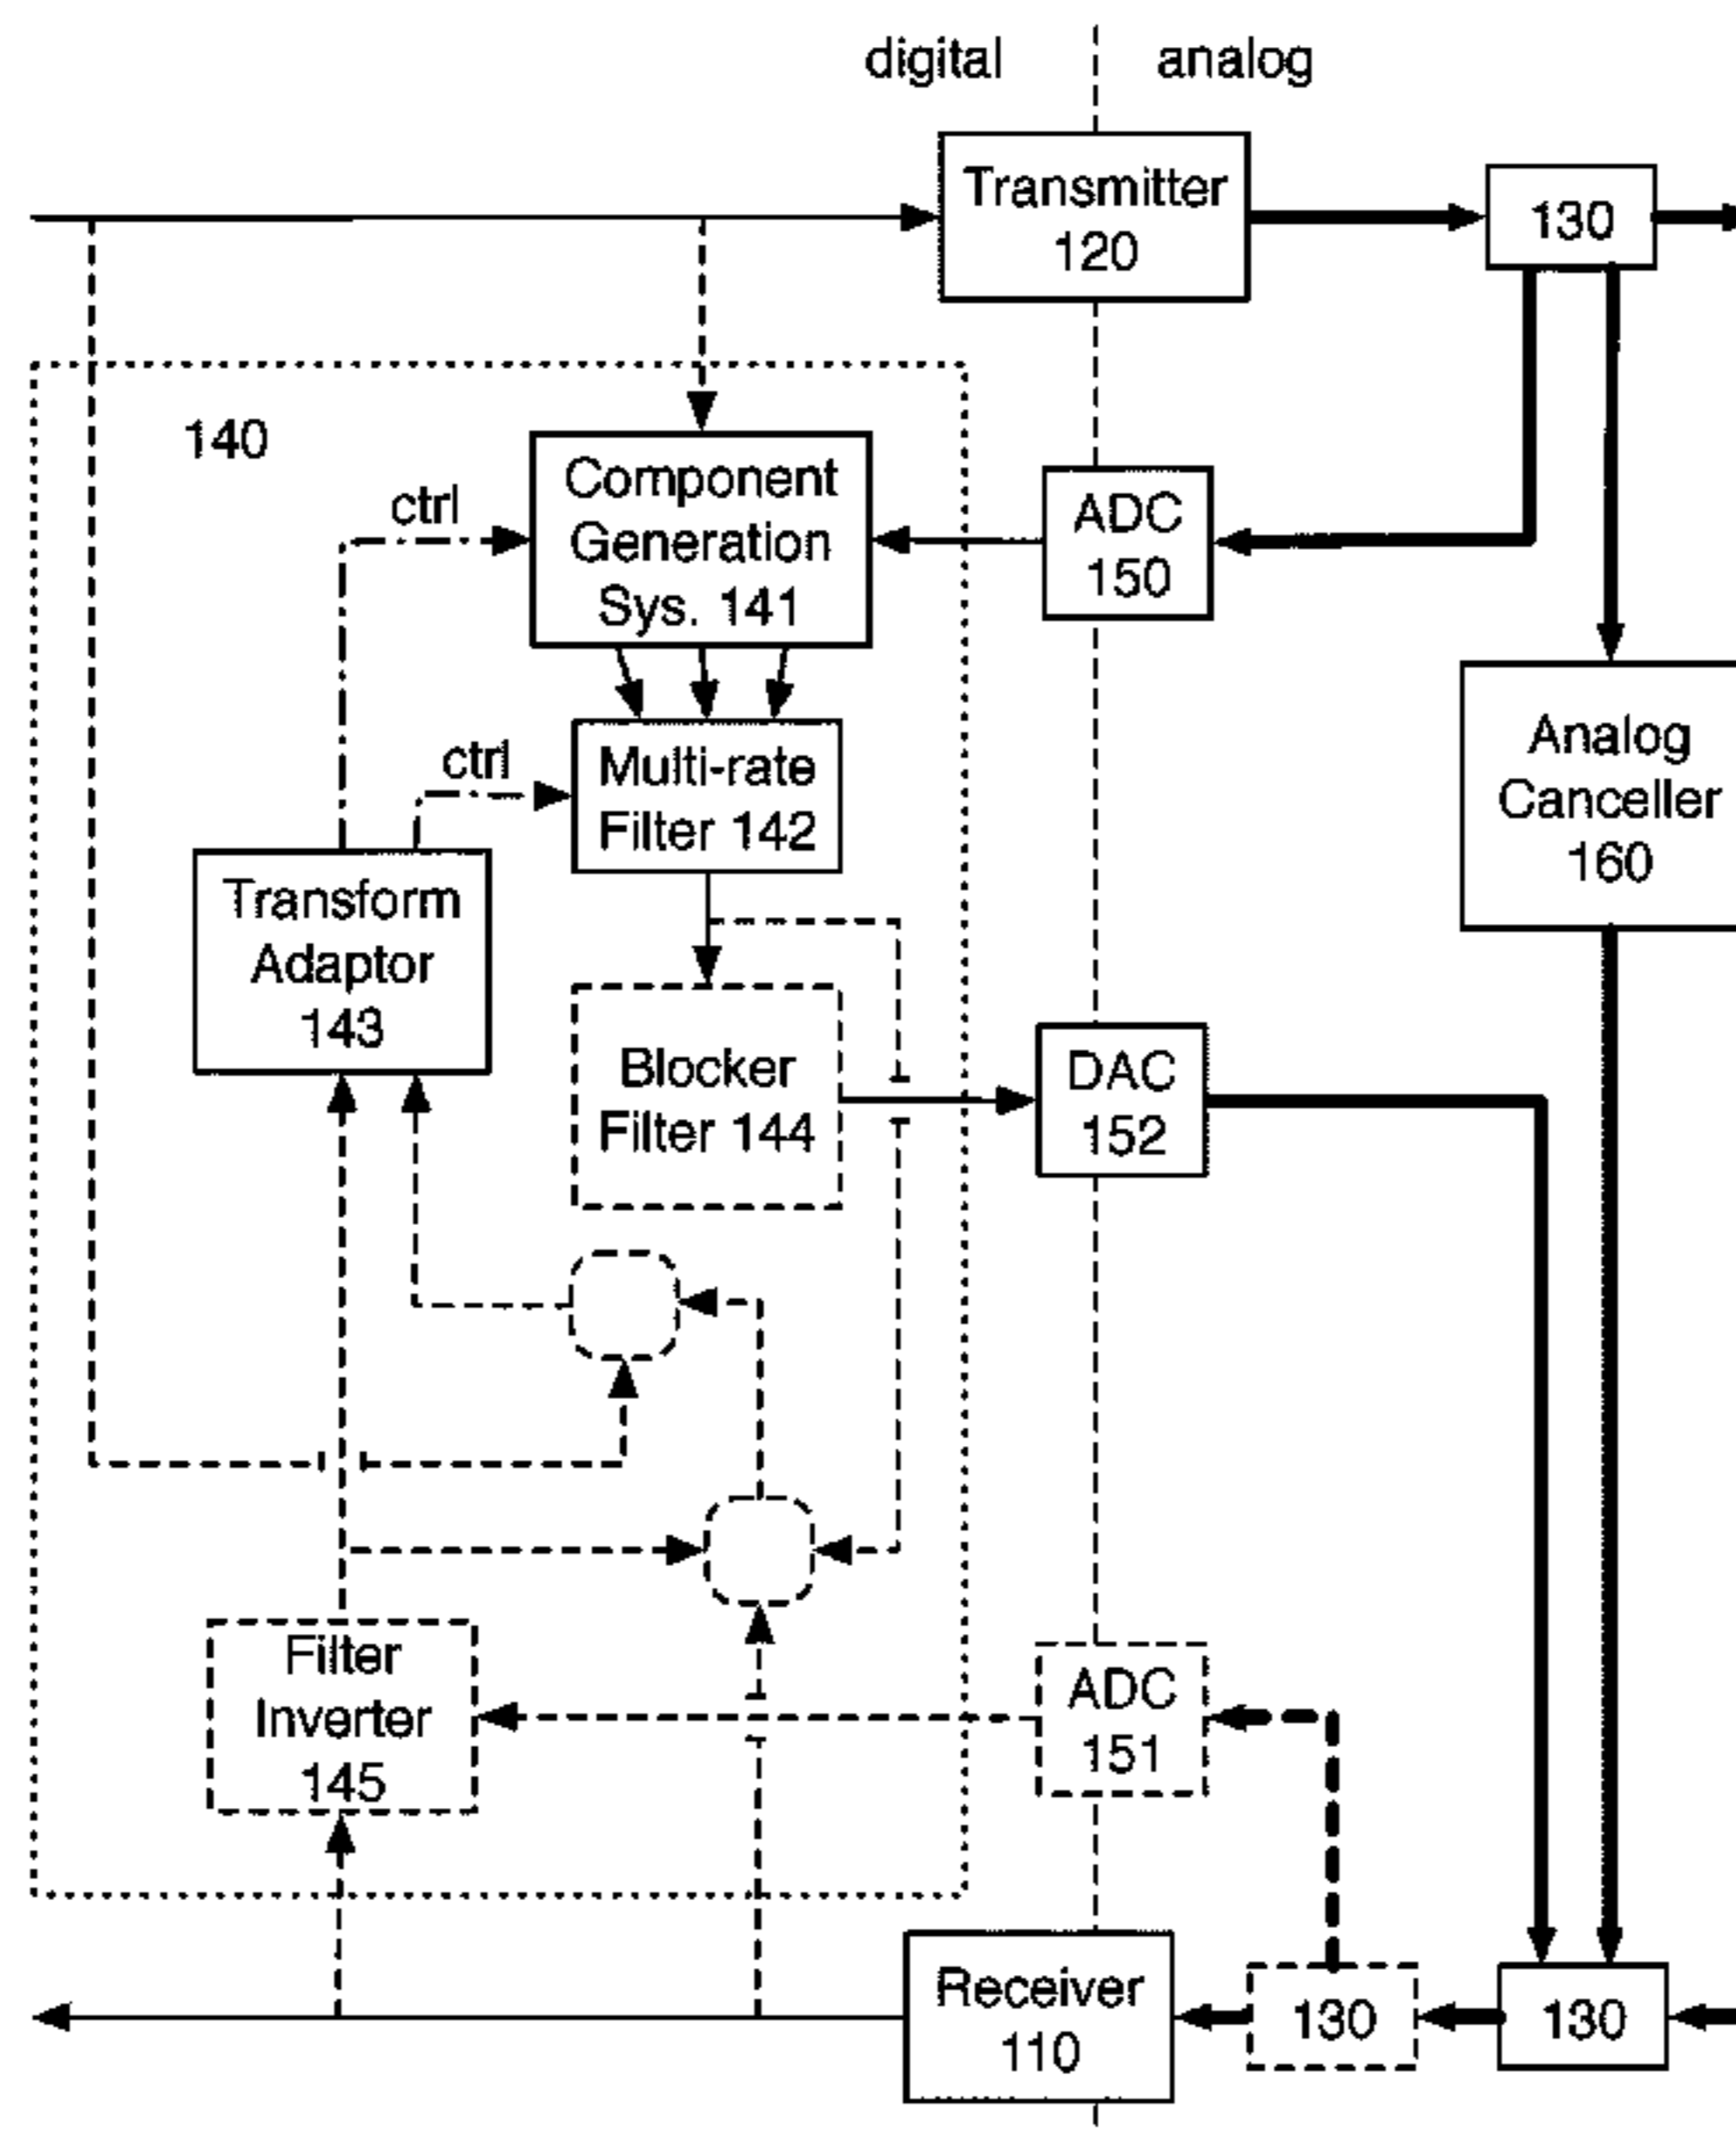 digital analog
Transmitter
120
130
140
Component
Generation
Sys. 141
ctrl
ADC
150
ctrl
Multi-rate
Filter 142
Analog
Canceller
160
Transform
Adaptor
143
Blocker
Filter 144
DAC
152
Filter
Inverter
145
ADC
151
Receiver
110
130
130